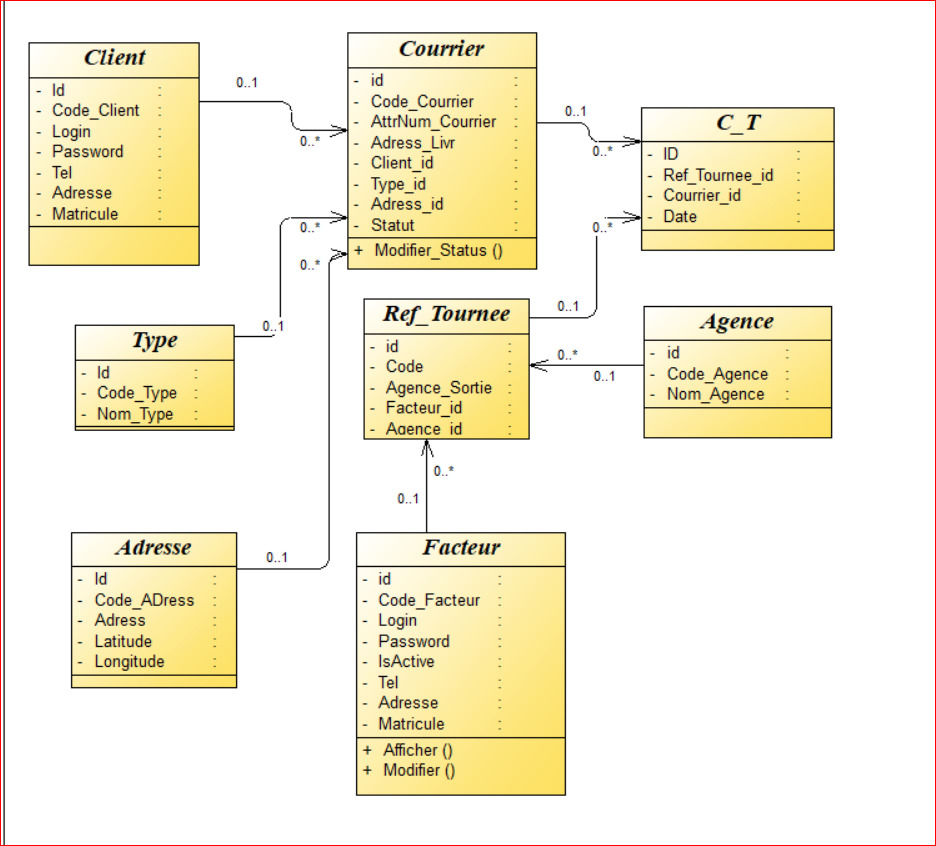 Client
- Id :
- Code_Client :
- Login :
- Password :
- Tel :
- Adresse :
- Matricule :
0..1
0..*
Courrier
- id :
- Code_Courrier :
- AttrNum_Courrier :
- Adress_Livr :
- Client_id :
- Type_id :
- Adress_id :
- Statut :
+ Modifier_Status ()
0..1
0..*
C_T
- ID :
- Ref_Tournee_id :
- Courrier_id :
- Date :
0..*
0..*
0..*
Type
- Id :
- Code_Type :
- Nom_Type :
0..1
Ref_Tournee
- id :
- Code :
- Agence_Sortie :
- Facteur_id :
- Agence_id :
0..1
0..*
0..1
Agence
- id :
- Code_Agence :
- Nom_Agence :
0..*
0..1
Adresse
- Id :
- Code_ADress :
- Adress :
- Latitude :
- Longitude :
0..1
Facteur
- id :
- Code_Facteur :
- Login :
- Password :
- IsActive :
- Tel :
- Adresse :
- Matricule :
+ Afficher ()
+ Modifier ()